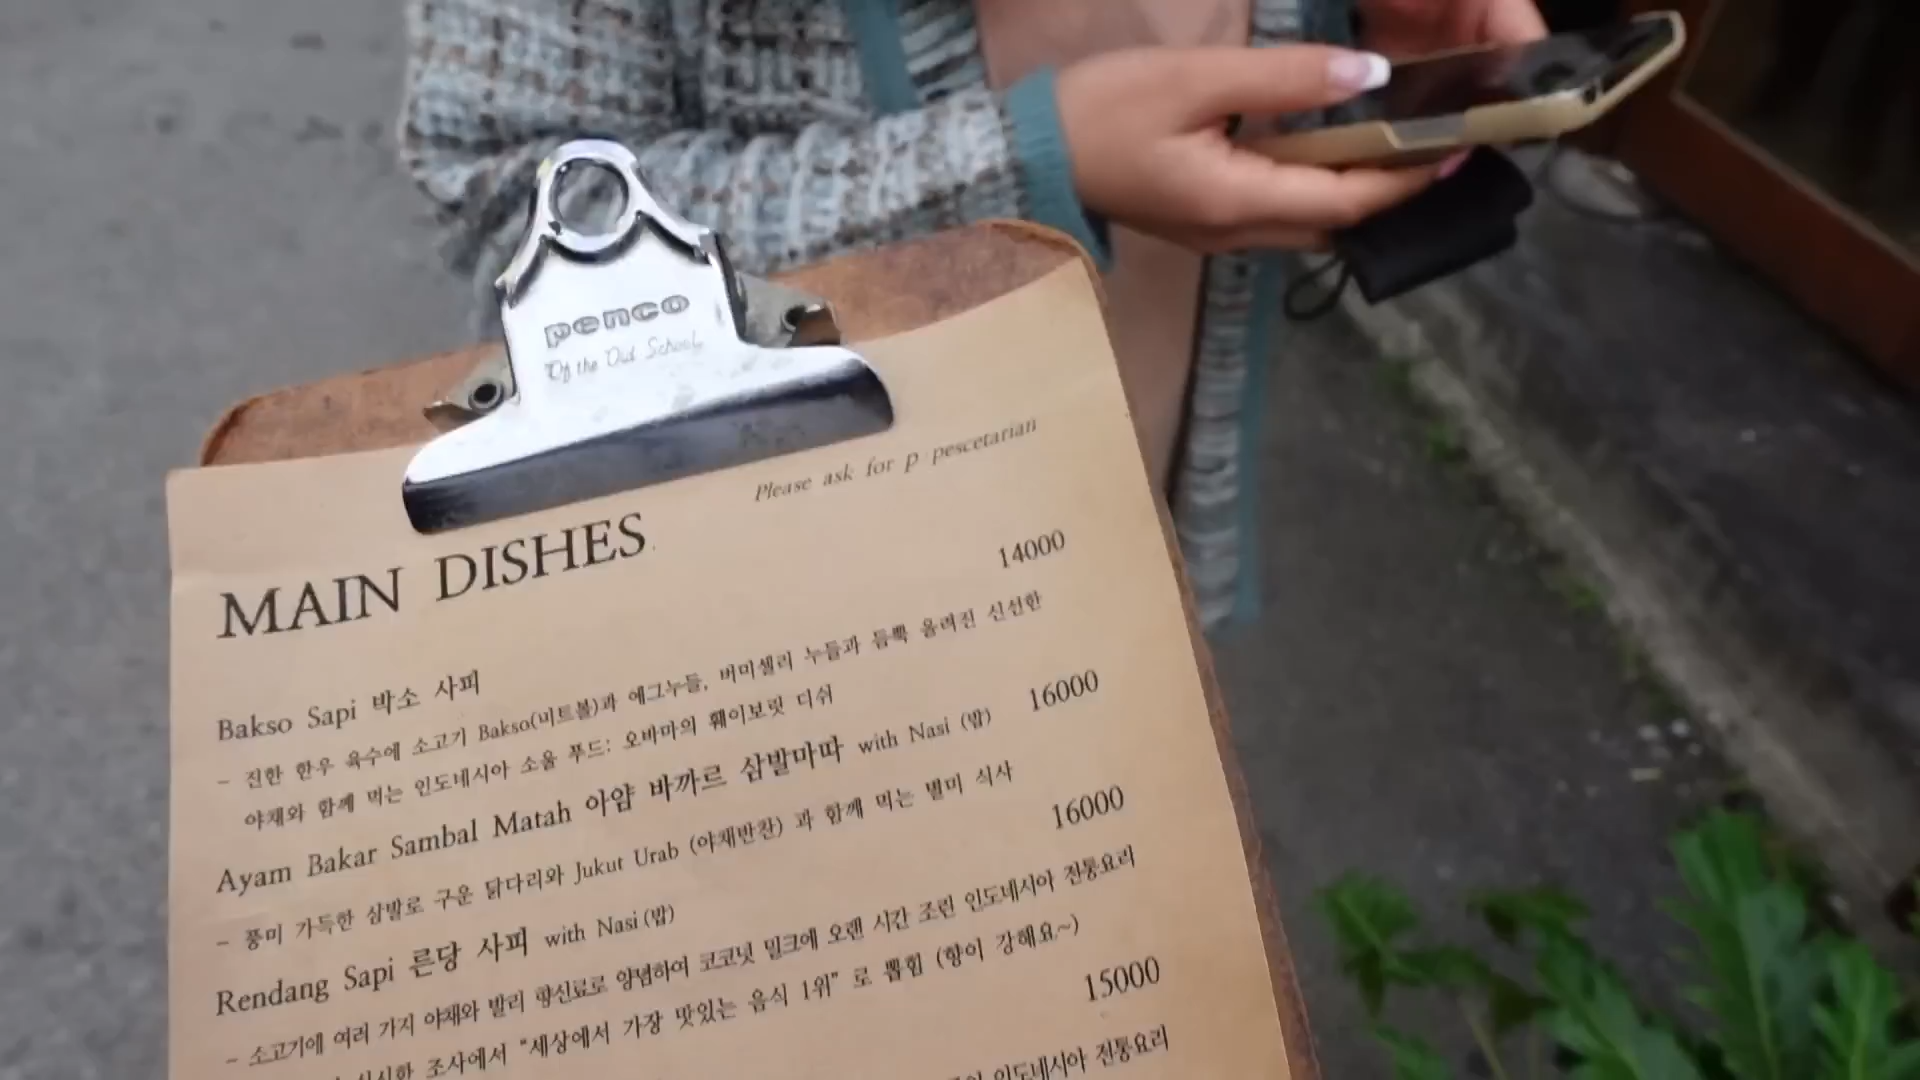 penco
Of the Old School
Please ask for p pescetarian
MAIN DISHES
14000
Bakso Sapi 박소 사피
- 진한 한우 육수에 소고기 Bakso(미트볼)과 에그누들, 버미셀리 누들과 듬뿍 올려진 신선한
야채와 함께 먹는 인도네시아 소울 푸드: 오바마의 훼이보릿 디쉬
16000
Ayam Bakar Sambal Matah 아얌 바까르 삼발마따 with Nasi (밥)
- 풍미 가득한 삼발로 구운 닭다리와 Jukut Urab (야채반찬) 과 함께 먹는 별미 식사
16000
Rendang Sapi 른당 사피 with Nasi (밥)
- 소고기에 여러 가지 야채와 발리 향신료로 양념하여 코코넛 밀크에 오랜 시간 조린 인도네시아 전통요리
조사에서 "세상에서 가장 맛있는 음식 1위" 로 뽑힘 (향이 강해요~)
15000
인도네시아 전통요리